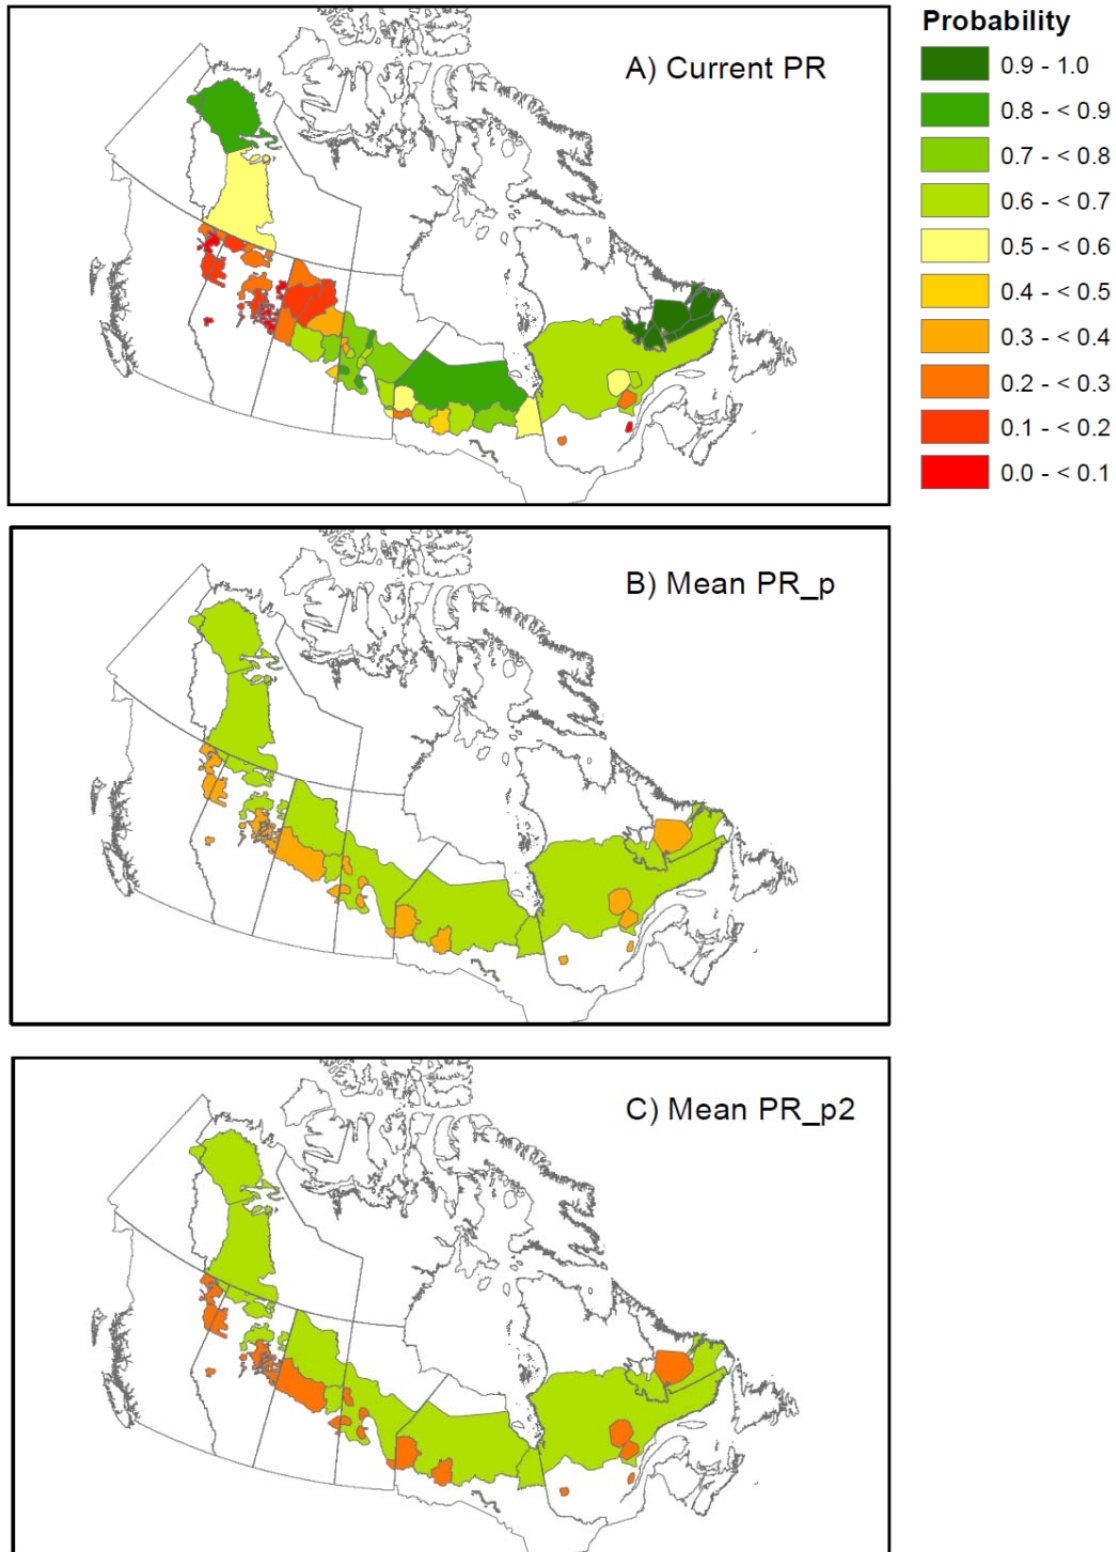 A) Current PR
Probability
0.9 - 1.0
0.8 - < 0.9
0.7 - < 0.8
0.6 - < 0.7
0.5 - < 0.6
0.4 - < 0.5
0.3 - < 0.4
0.2 - < 0.3
0.1 - < 0.2
0.0 - < 0.1
B) Mean PR_p
C) Mean PR_p2